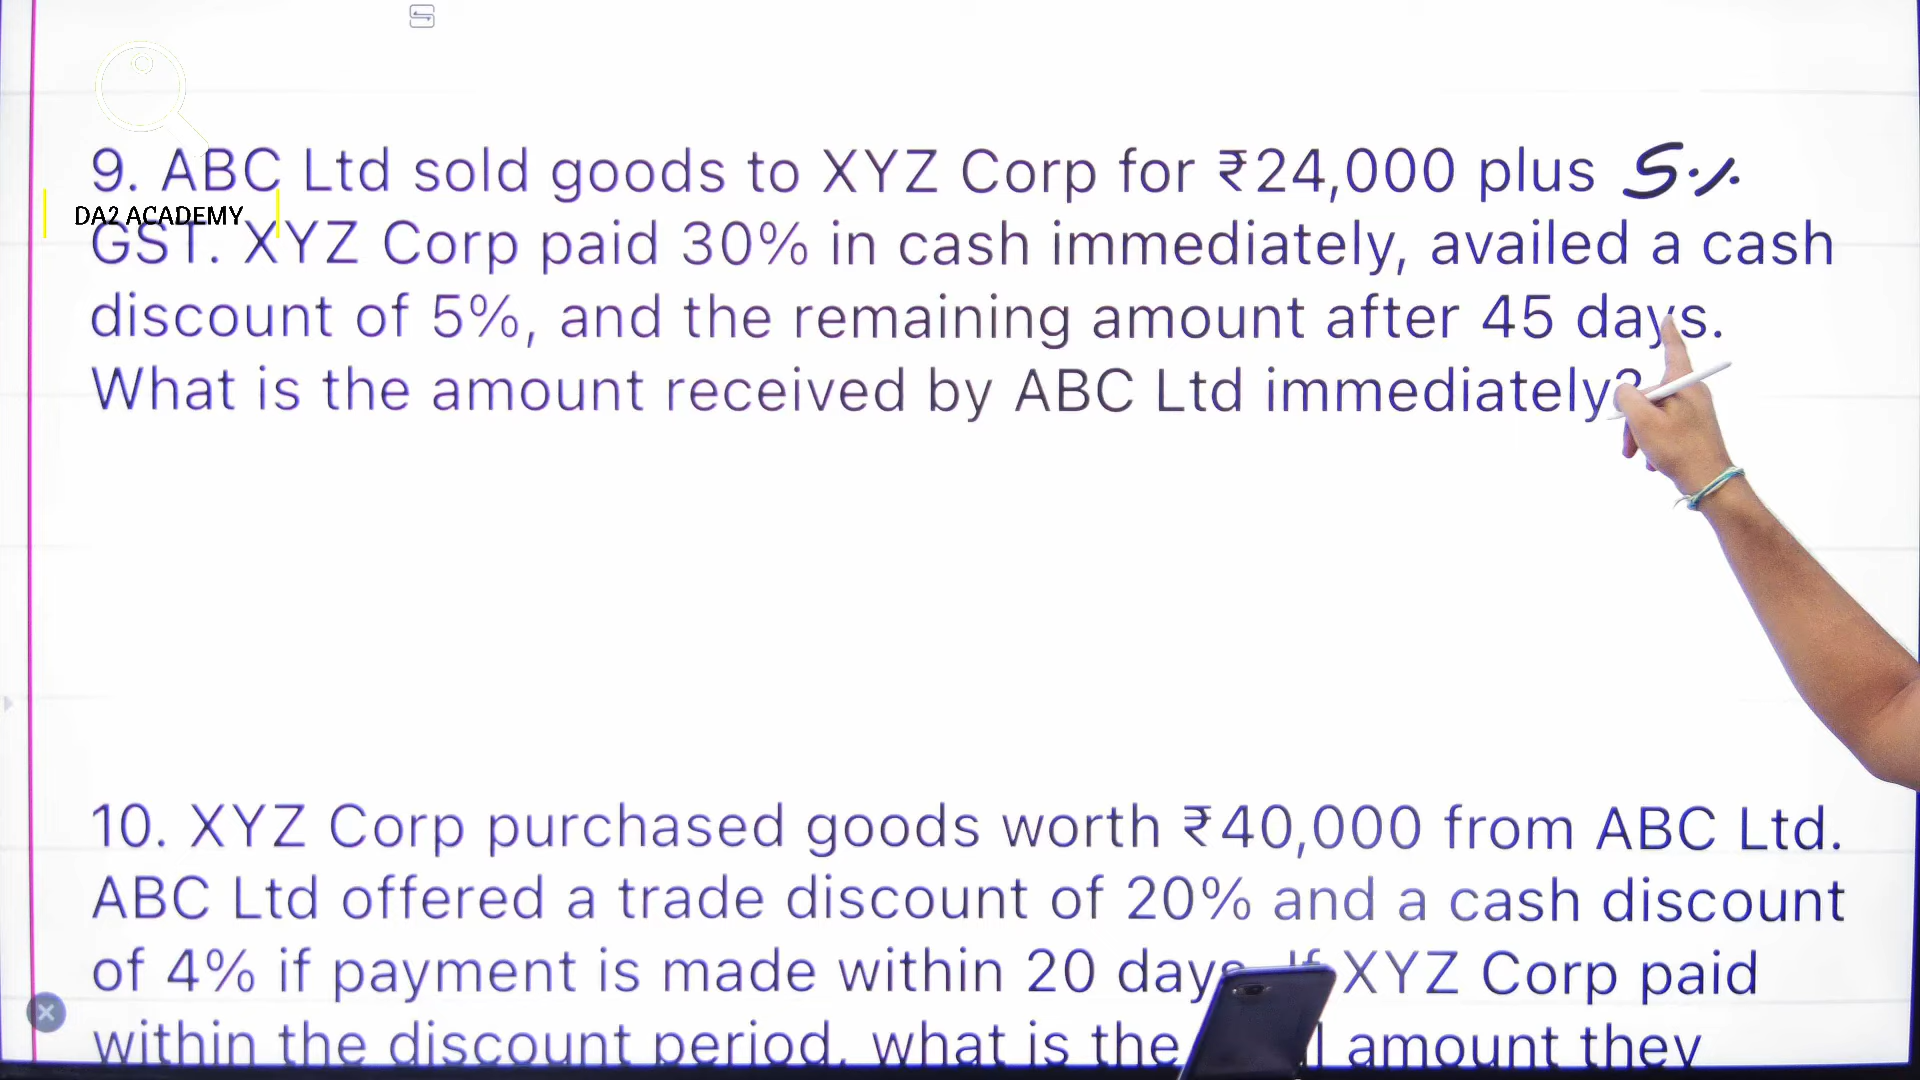 9. ABC Ltd sold goods to XYZ Corp for ₹24,000 plus 5%
DA2 ACADEMY
GST. XYZ Corp paid 30% in cash immediately, availed a cash
discount of 5%, and the remaining amount after 45 days.
What is the amount received by ABC Ltd immediately?
10. XYZ Corp purchased goods worth ₹40,000 from ABC Ltd.
ABC Ltd offered a trade discount of 20% and a cash discount
of 4% if payment is made within 20 days. If XYZ Corp paid
within the discount period, what is the amount they